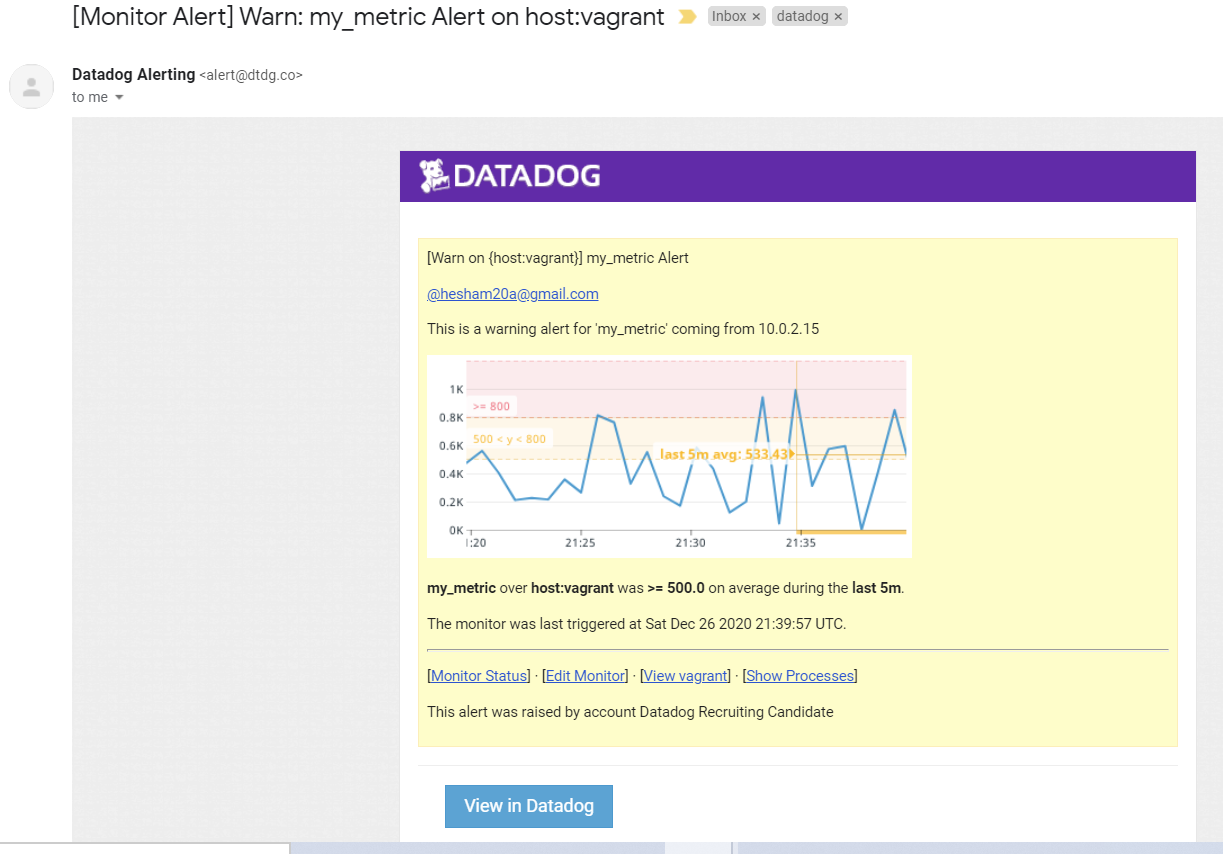 [Monitor Alert] Warn: my_metric Alert on host:vagrant Inbox × datadog ×
Datadog Alerting <alert@dtdg.co>
to me
DATADOG
[Warn on {host:vagrant}] my_metric Alert
@hesham20a@gmail.com
This is a warning alert for 'my_metric' coming from 10.0.2.15
1K
>= 800
0.8K
500 < y < 800
0.6K
last 5m avg: 533.43
0.4K
0.2K
0K
:20 21:25 21:30 21:35
my_metric over host:vagrant was >= 500.0 on average during the last 5m.
The monitor was last triggered at Sat Dec 26 2020 21:39:57 UTC.
[Monitor Status] · [Edit Monitor] · [View vagrant] · [Show Processes]
This alert was raised by account Datadog Recruiting Candidate
View in Datadog